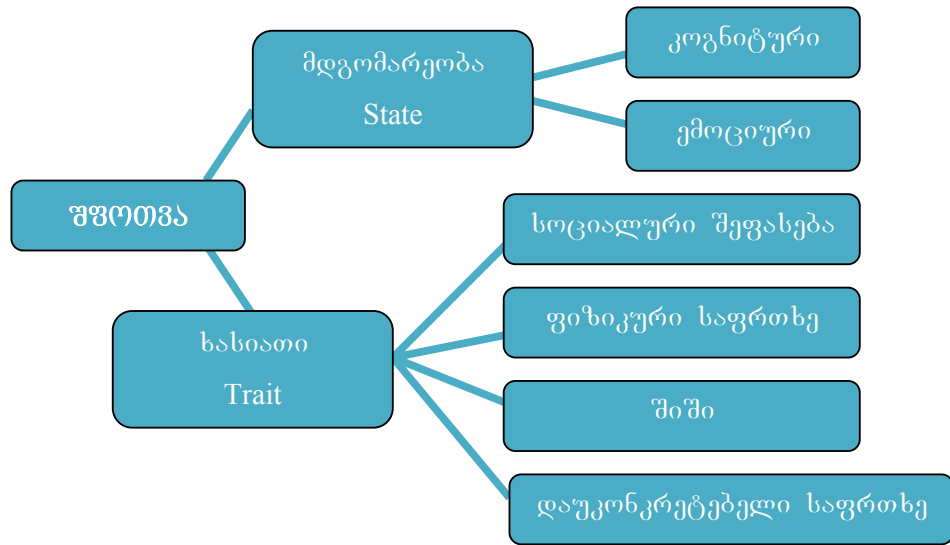 შფოთვა
მდგომარეობა
State
კოგნიტური
ემოციური
ხასიათი
Trait
სოციალური შეფასება
ფიზიკური საფრთხე
შიში
დაუკონკრეტებელი საფრთხე